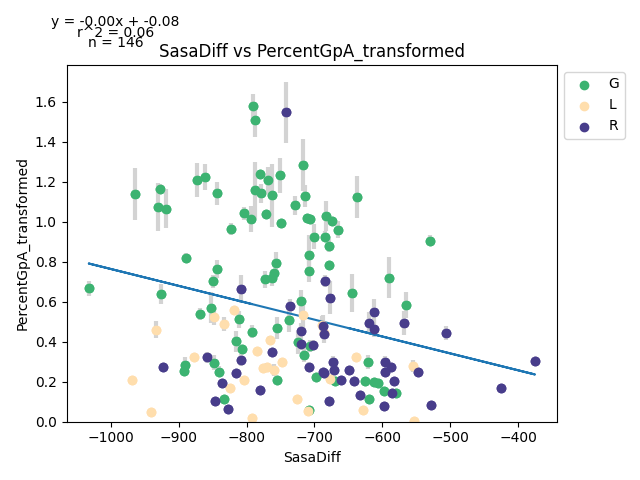 y = -0.00x + -0.08
r^2 = 0.06
n = 146
SasaDiff vs PercentGpA_transformed
G
L
R
PercentGpA_transformed
1.6
1.4
1.2
1.0
0.8
0.6
0.4
0.2
0.0
−1000 −900 −800 −700 −600 −500 −400
SasaDiff